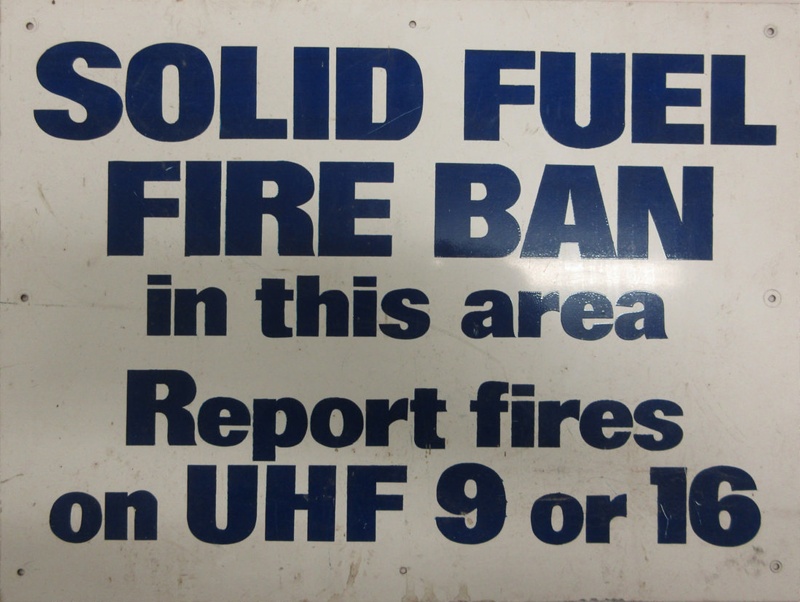 SOLID FUEL
FIRE BAN
in this area
Report fires
on UHF 9 or 16